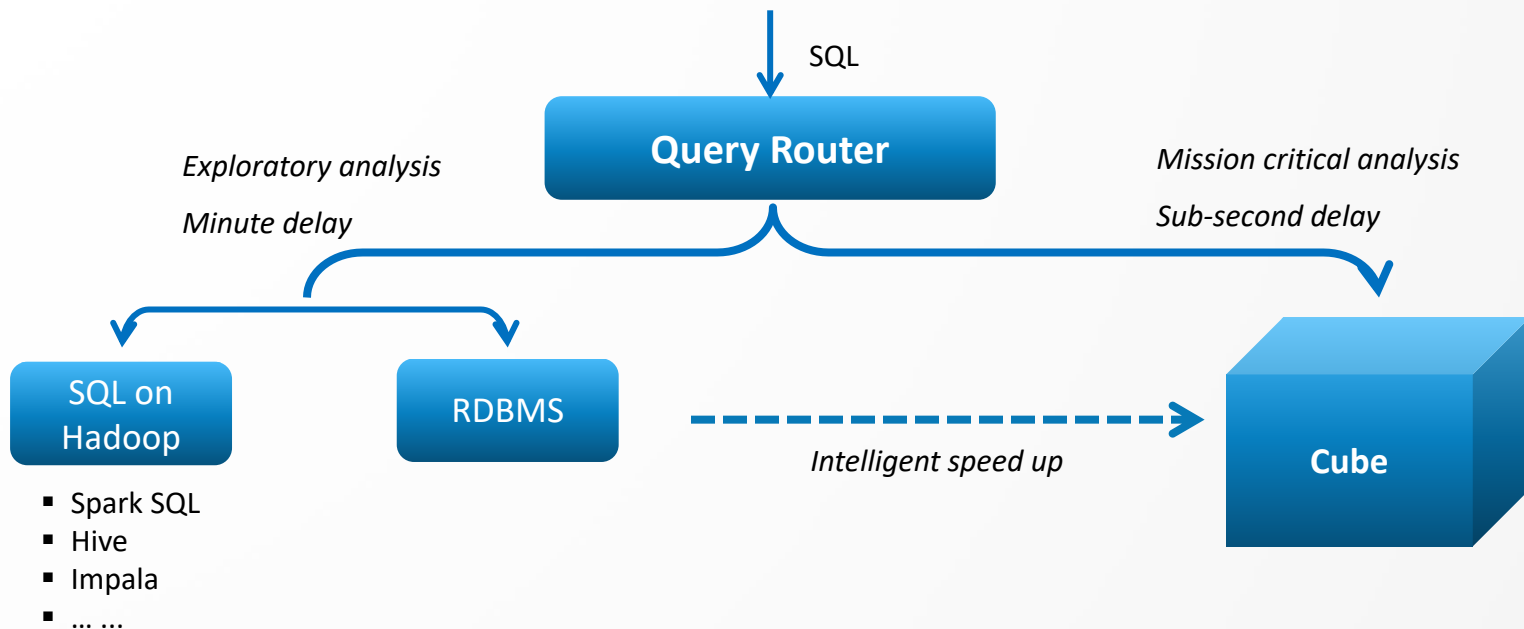 SQL
Query Router
Exploratory analysis
Minute delay
Mission critical analysis
Sub-second delay
SQL on
Hadoop
RDBMS
Intelligent speed up
Cube
▪ Spark SQL
▪ Hive
▪ Impala
▪ … ...